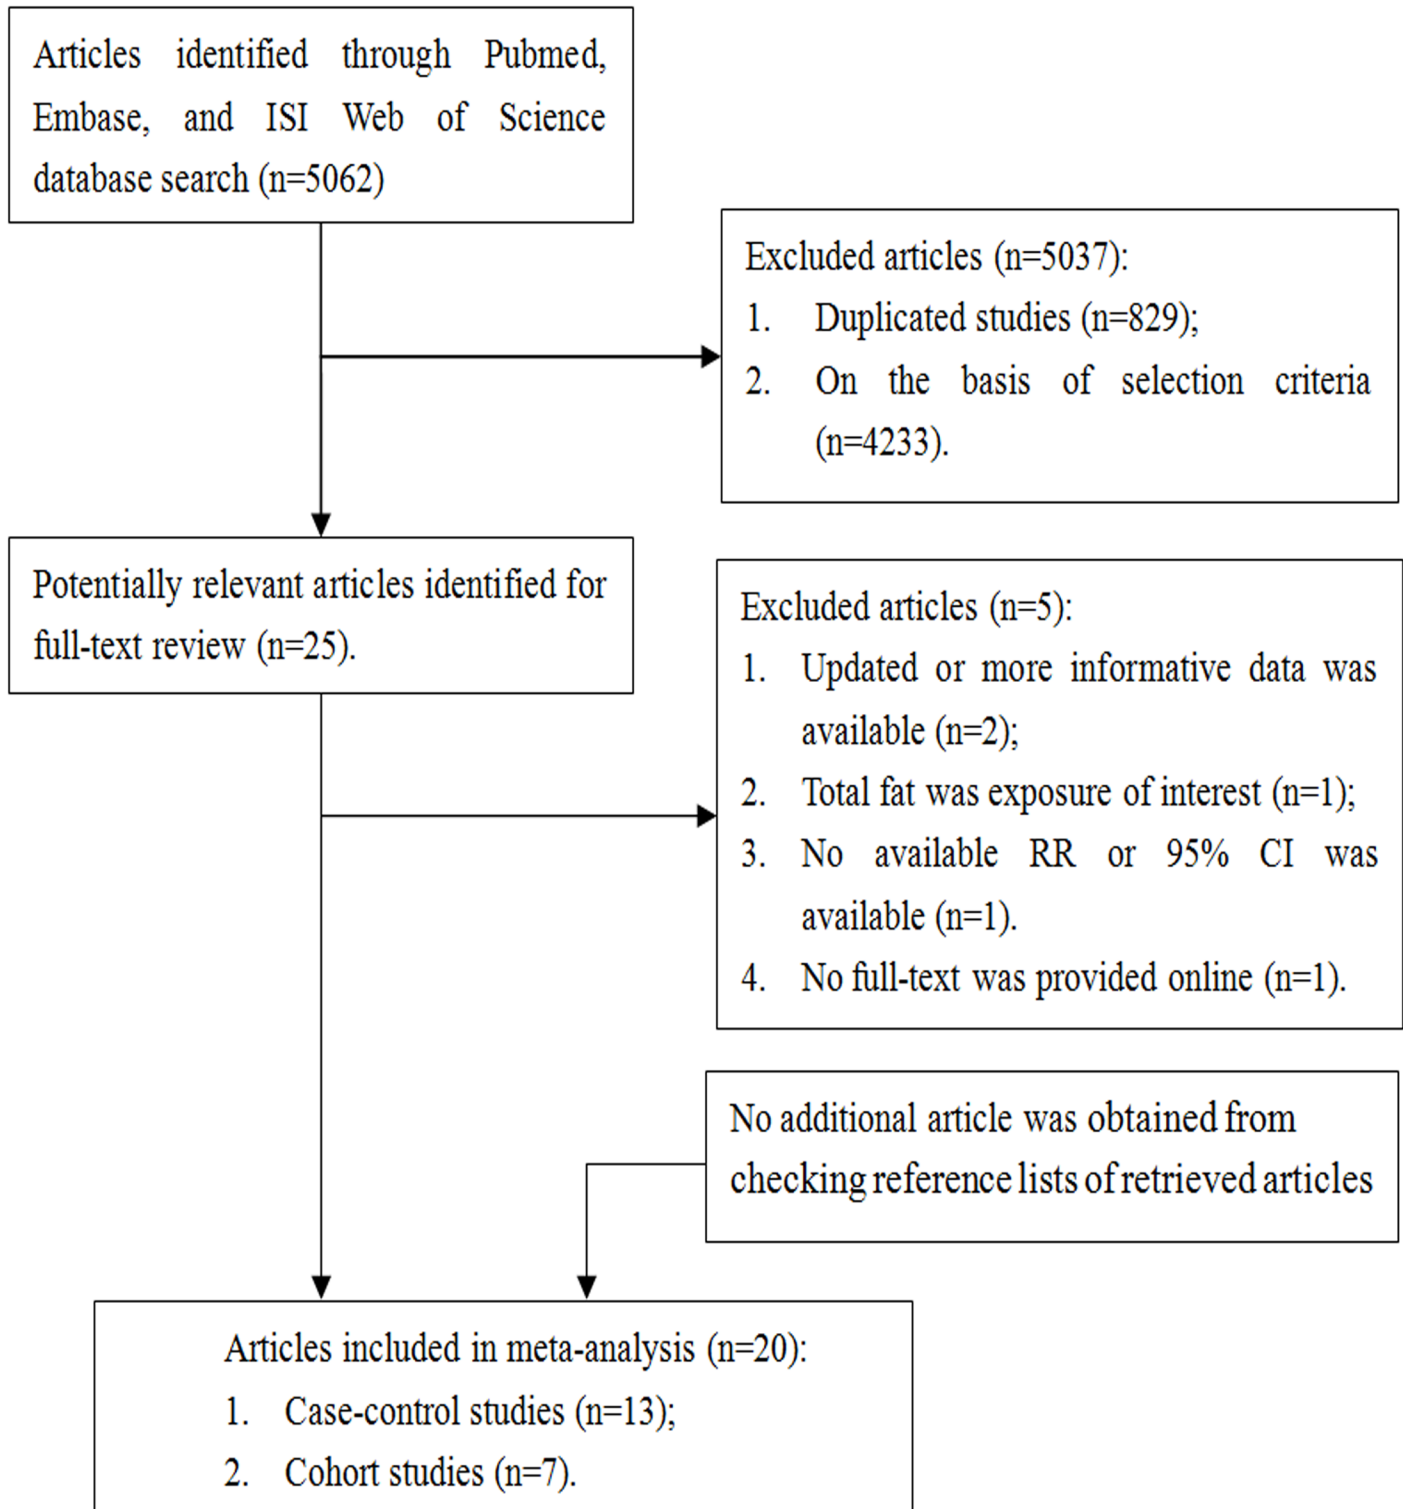 Articles identified through Pubmed,
Embase, and ISI Web of Science
database search (n=5062)
Excluded articles (n=5037):
1. Duplicated studies (n=829);
2. On the basis of selection criteria
(n=4233).
Potentially relevant articles identified for
full-text review (n=25).
Excluded articles (n=5):
1. Updated or more informative data was
available (n=2);
2. Total fat was exposure of interest (n=1);
3. No available RR or 95% CI was
available (n=1).
4. No full-text was provided online (n=1).
No additional article was obtained from
checking reference lists of retrieved articles
Articles included in meta-analysis (n=20):
1. Case-control studies (n=13);
2. Cohort studies (n=7).